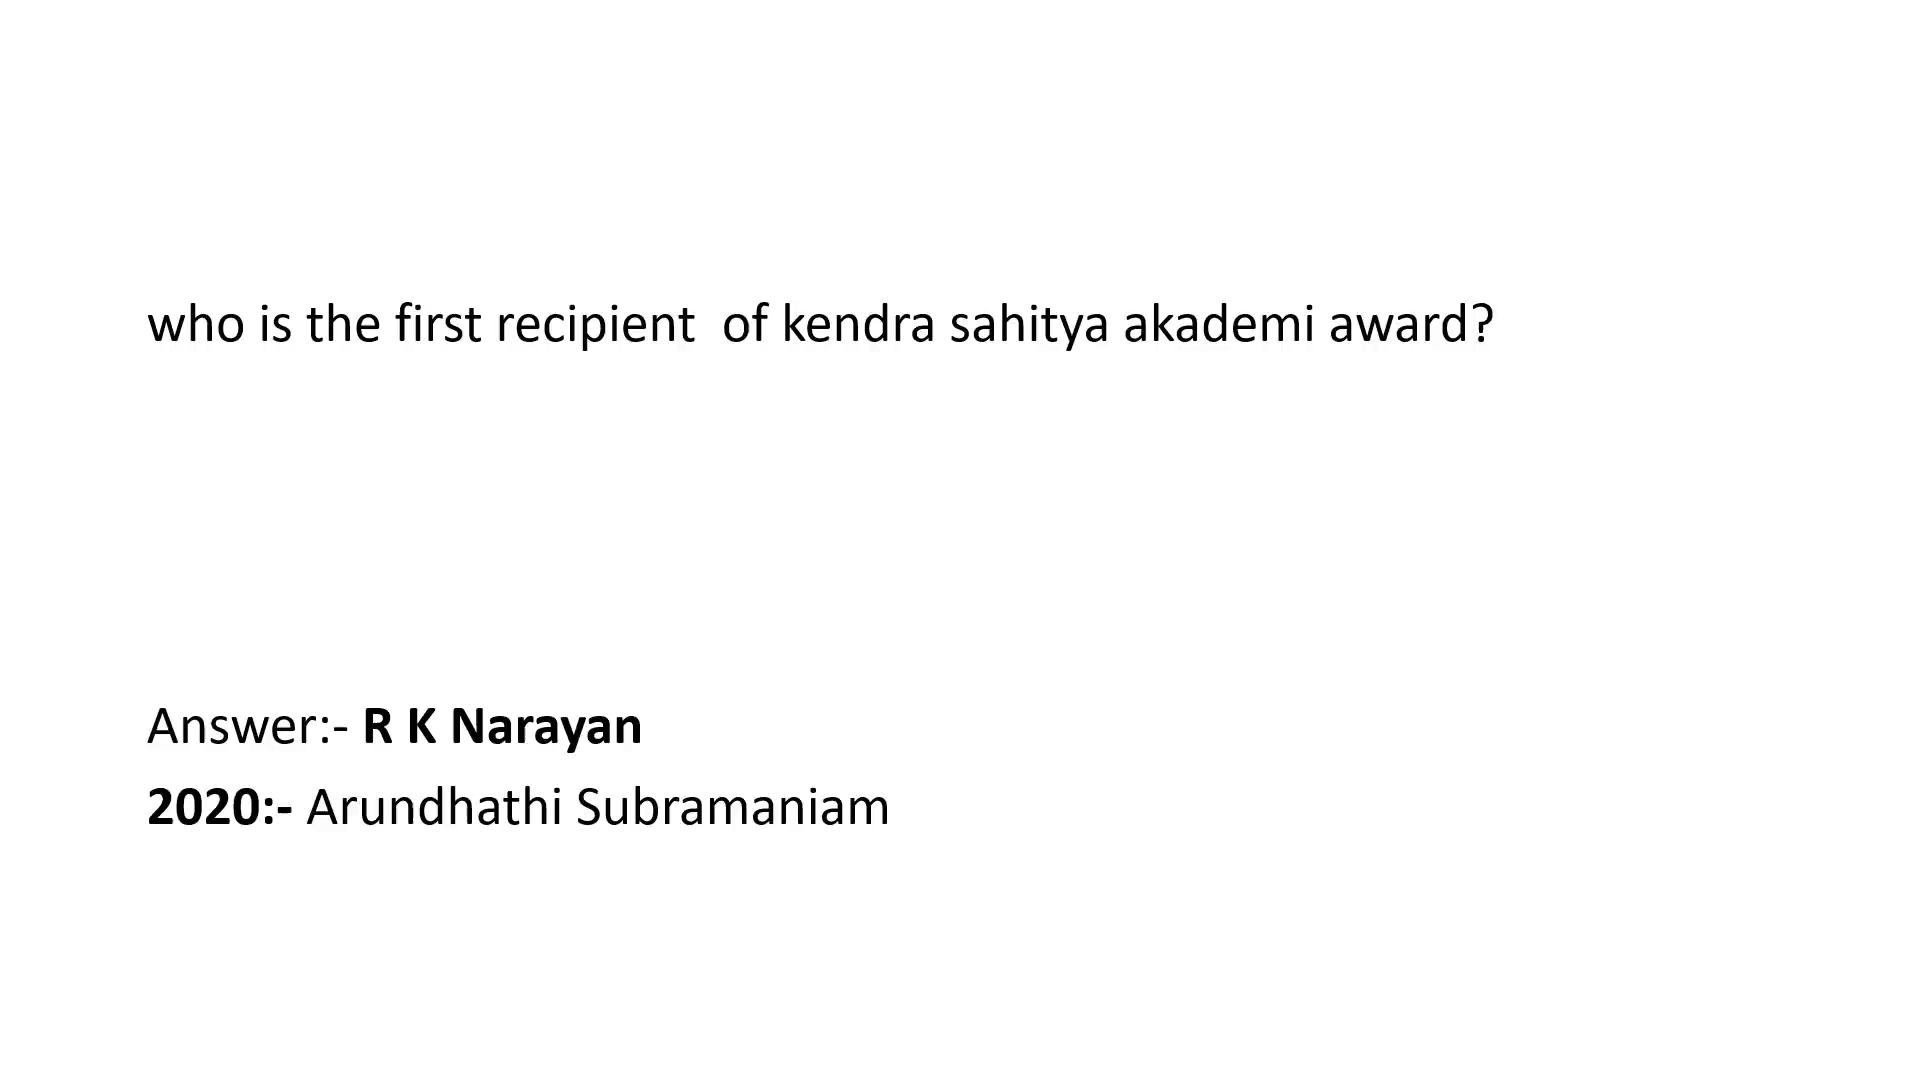 who is the first recipient  of kendra sahitya akademi award?
Answer:- R K Narayan
2020:- Arundhathi Subramaniam